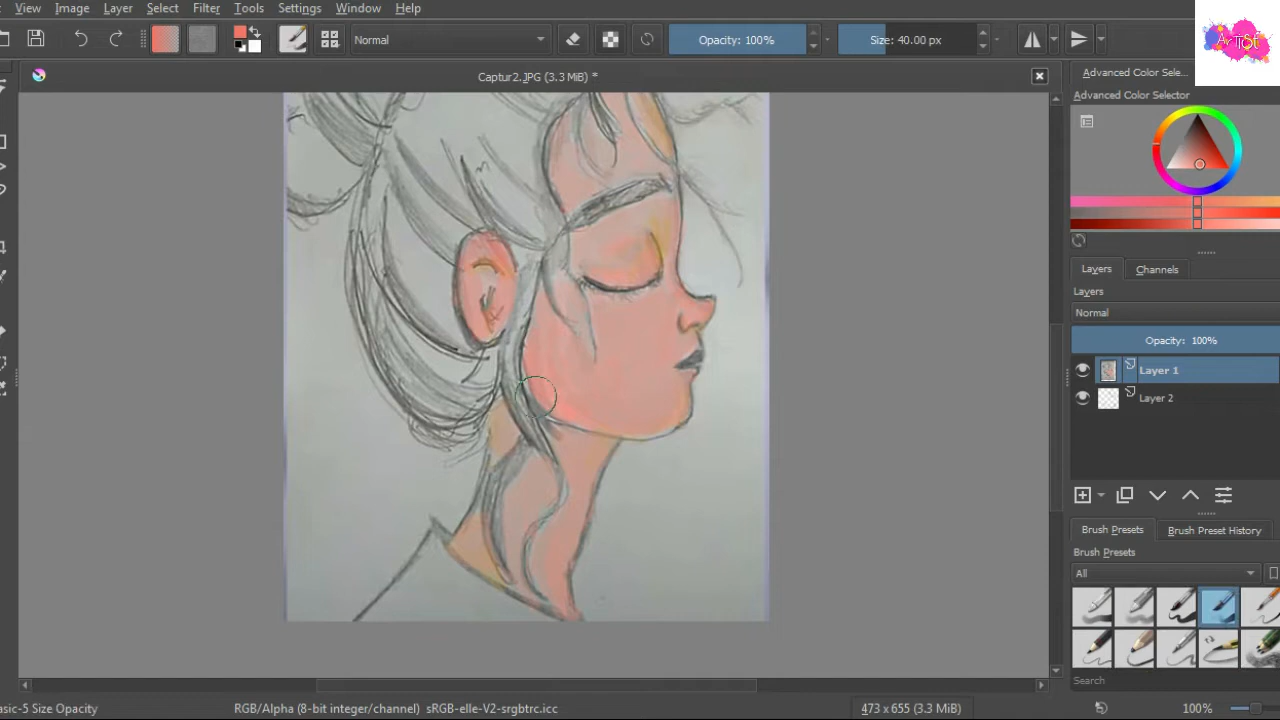 View Image Layer Select Filter Tools Settings Window Help
Normal Opacity: 100% Size: 40.00 px
ArTiSt
Captur2.JPG (3.3 MiB) *
Advanced Color Sele...
Advanced Color Selector
Layers Channels
Layers
Normal
Opacity: 100%
Layer 1
Layer 2
Brush Presets Brush Preset History
Brush Presets
All
Search
asic-5 Size Opacity RGB/Alpha (8-bit integer/channel) sRGB-elle-V2-srgbtrc.icc 473 x 655 (3.3 MiB) 100%